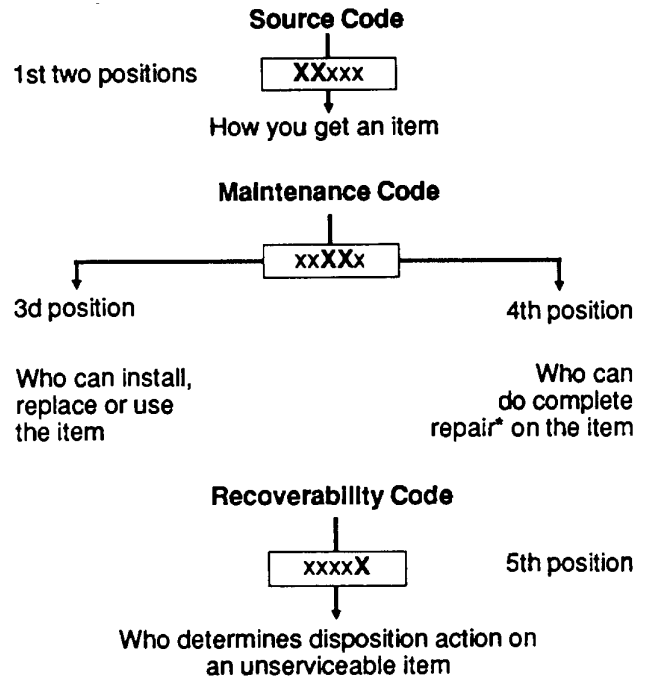 Source Code
1st two positions
XXxxx
How you get an item
Maintenance Code
xxXXx
3d position
4th position
Who can install,
replace or use
the item
Who can
do complete
repair* on the item
Recoverability Code
xxxxX
5th position
Who determines disposition action on
an unserviceable item